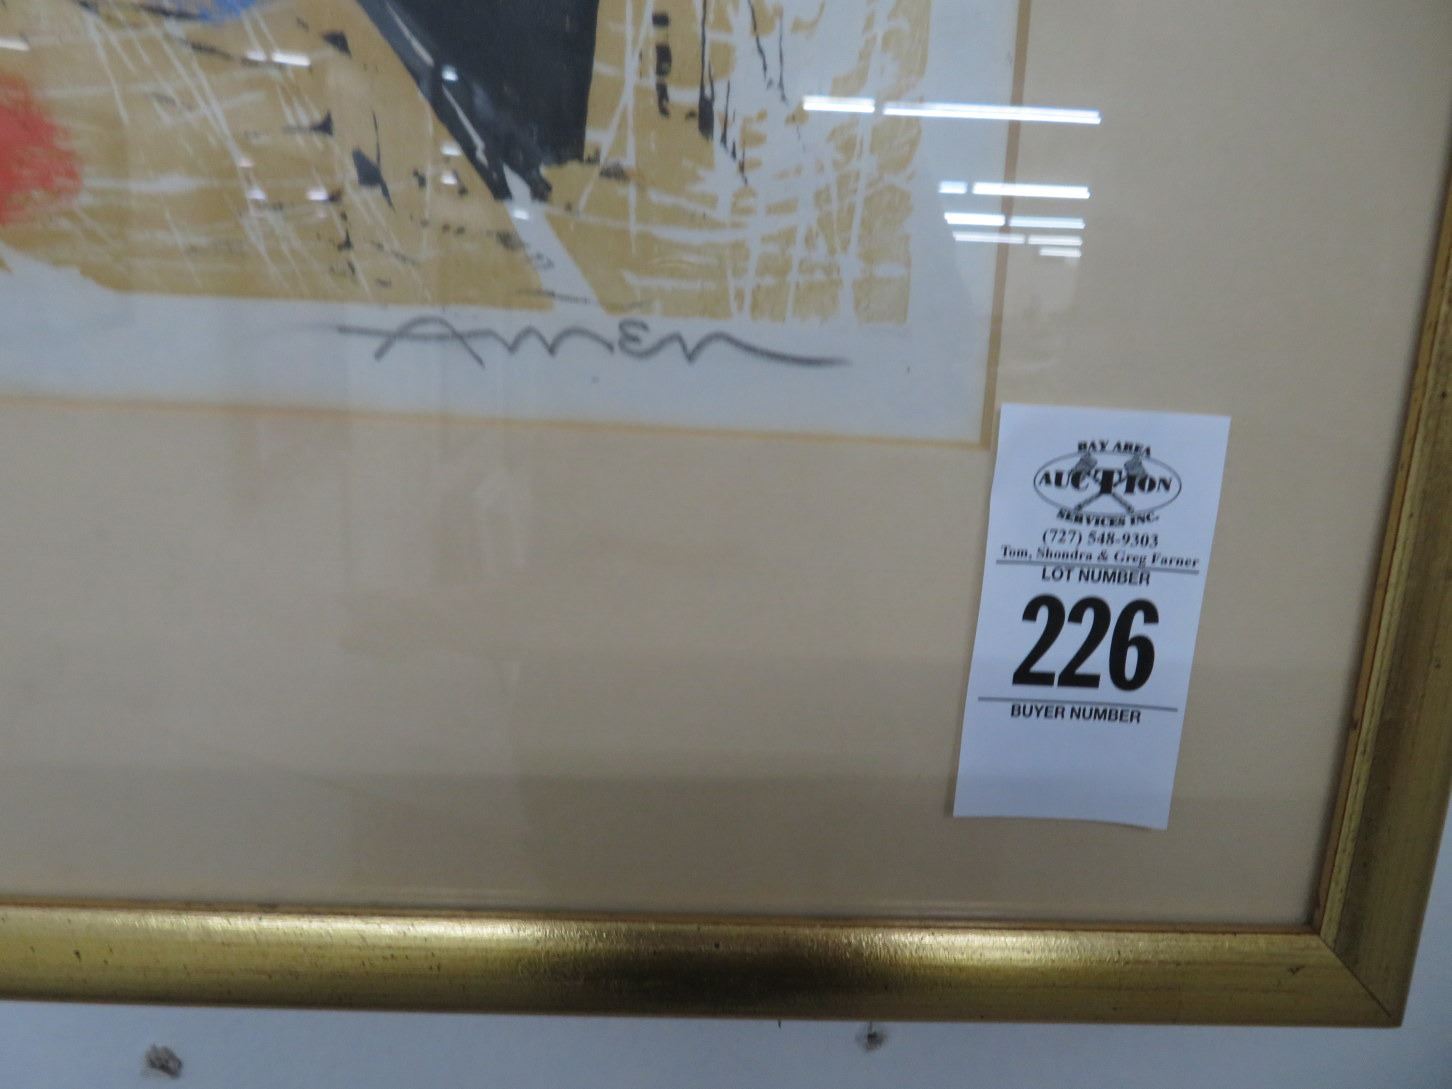 AMEN
BAY AREA
AUCTION
SERVICES INC.
(727) 548-9303
Tom, Shondra & Greg Farner
LOT NUMBER
226
BUYER NUMBER